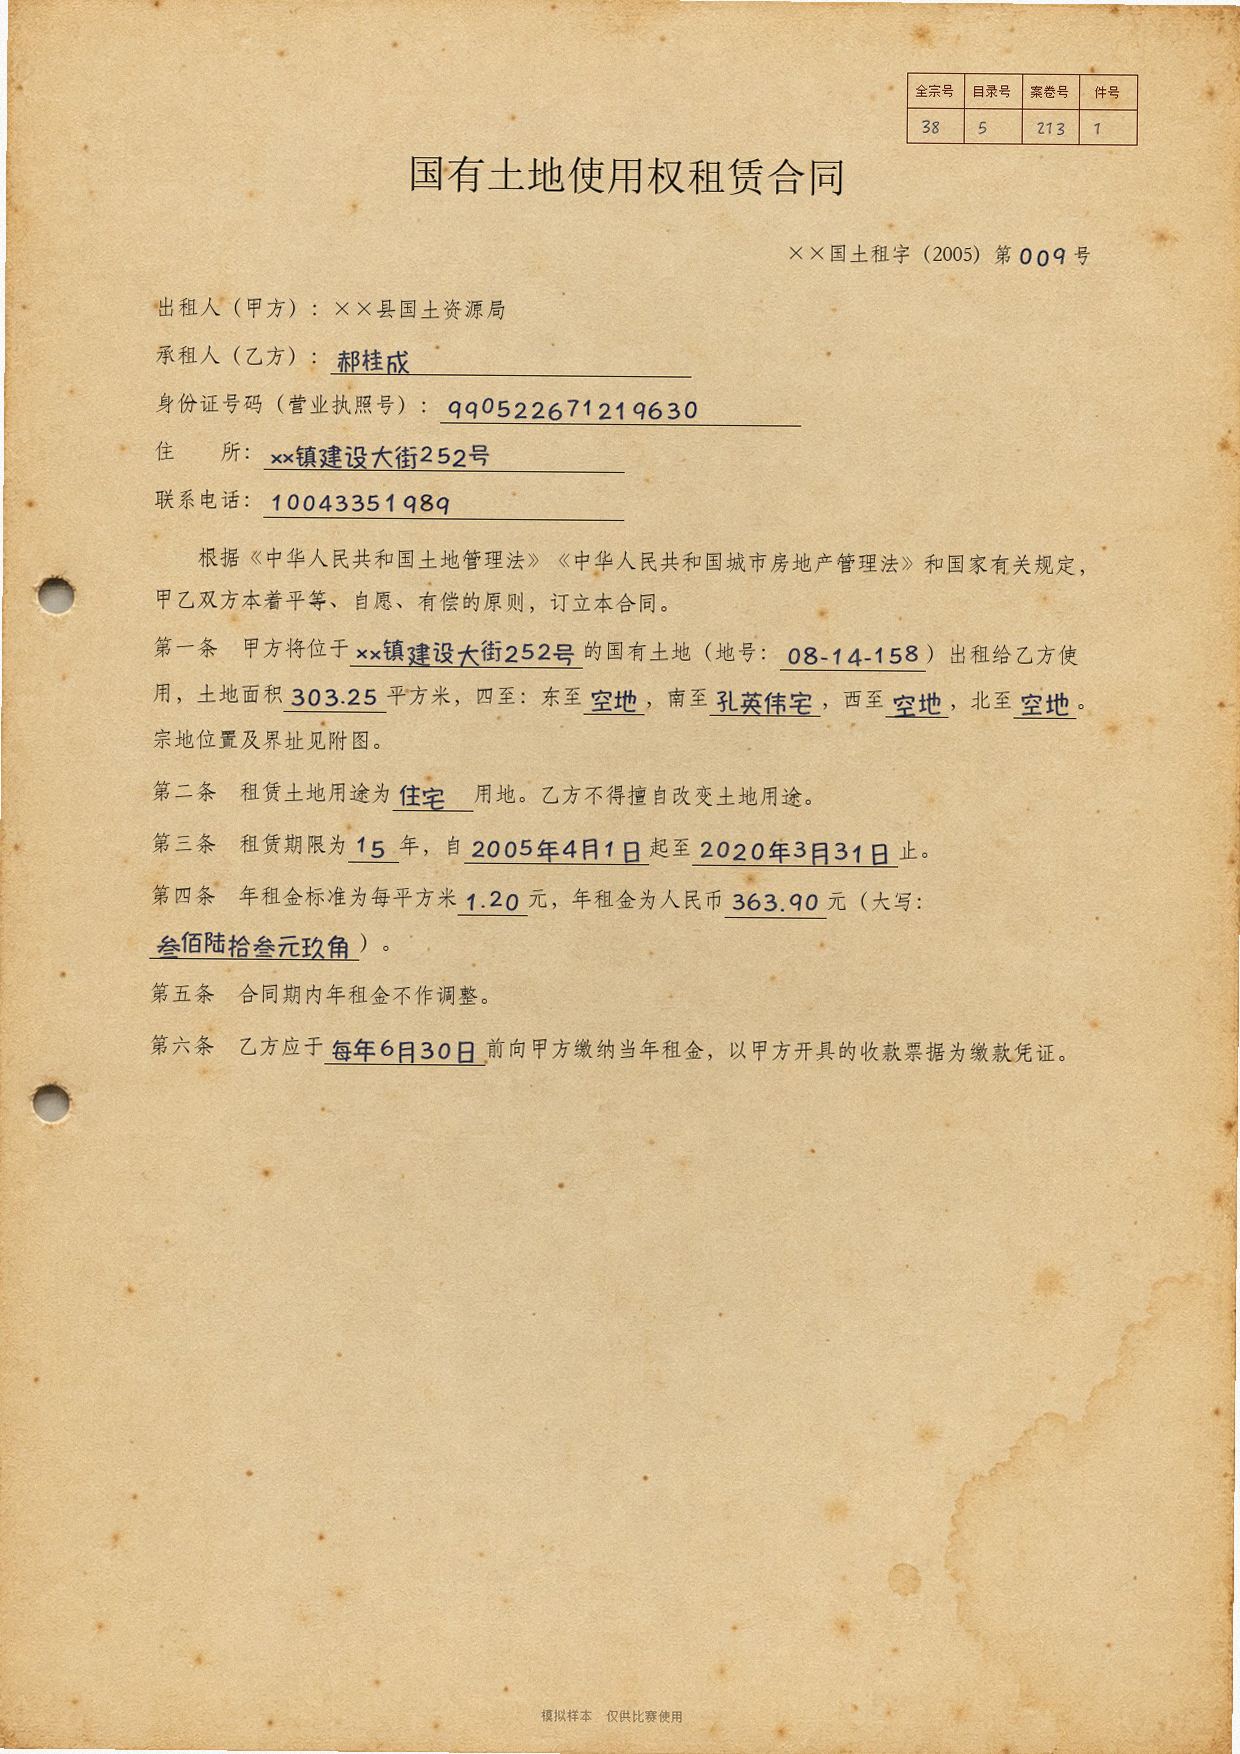 全宗号 目录号 案卷号 件号
38 5 213 1
国有土地使用权租赁合同
××国土租字（2005）第009号
出租人（甲方）：××县国土资源局
承租人（乙方）：郝桂成
身份证号码（营业执照号）：990522671219630
住　　所：××镇建设大街252号
联系电话：10043351989
根据《中华人民共和国土地管理法》《中华人民共和国城市房地产管理法》和国家有关规定，
甲乙双方本着平等、自愿、有偿的原则，订立本合同。
第一条　甲方将位于××镇建设大街252号的国有土地（地号：08-14-158）出租给乙方使
用，土地面积303.25平方米，四至：东至空地，南至孔英伟宅，西至空地，北至空地。
宗地位置及界址见附图。
第二条　租赁土地用途为住宅用地。乙方不得擅自改变土地用途。
第三条　租赁期限为15年，自2005年4月1日起至2020年3月31日止。
第四条　年租金标准为每平方米1.20元，年租金为人民币363.90元（大写：
叁佰陆拾叁元玖角）。
第五条　合同期内年租金不作调整。
第六条　乙方应于每年6月30日前向甲方缴纳当年租金，以甲方开具的收款票据为缴款凭证。
模拟样本　仅供比赛使用